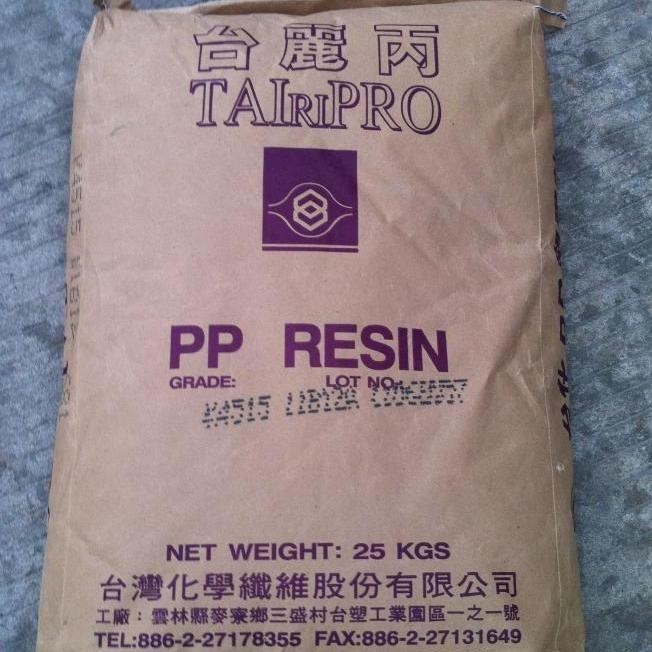 台麗丙
TAIRIPRO
PP RESIN
GRADE: LOT NO.
K4515
NET WEIGHT: 25 KGS
台灣化學纖維股份有限公司
工廠：雲林縣麥寮鄉三盛村台塑工業園區一之一號
TEL:886-2-27178355 FAX:886-2-27131649
K4515